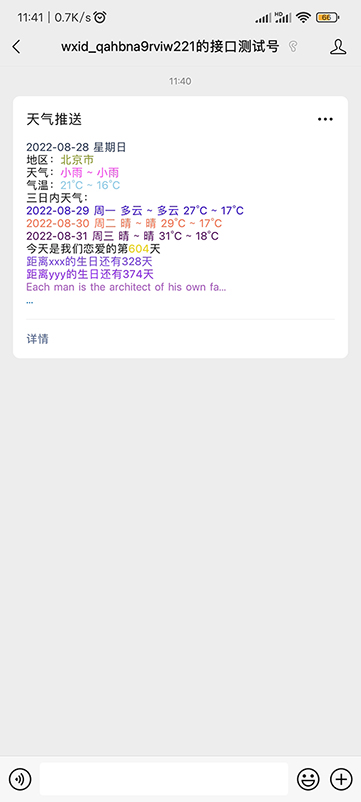 11:41 | 0.7K/s
HD
66
wxid_qahbna9rviw221的接口测试号
11:40
天气推送
2022-08-28 星期日
地区：北京市
天气：小雨 ~ 小雨
气温：21°C ~ 16°C
三日内天气：
2022-08-29 周一 多云 ~ 多云 27°C ~ 17°C
2022-08-30 周二 晴 ~ 晴 29°C ~ 17°C
2022-08-31 周三 晴 ~ 晴 31°C ~ 18°C
今天是我们恋爱的第604天
距离xxx的生日还有328天
距离yyy的生日还有374天
Each man is the architect of his own fa...
...
详情